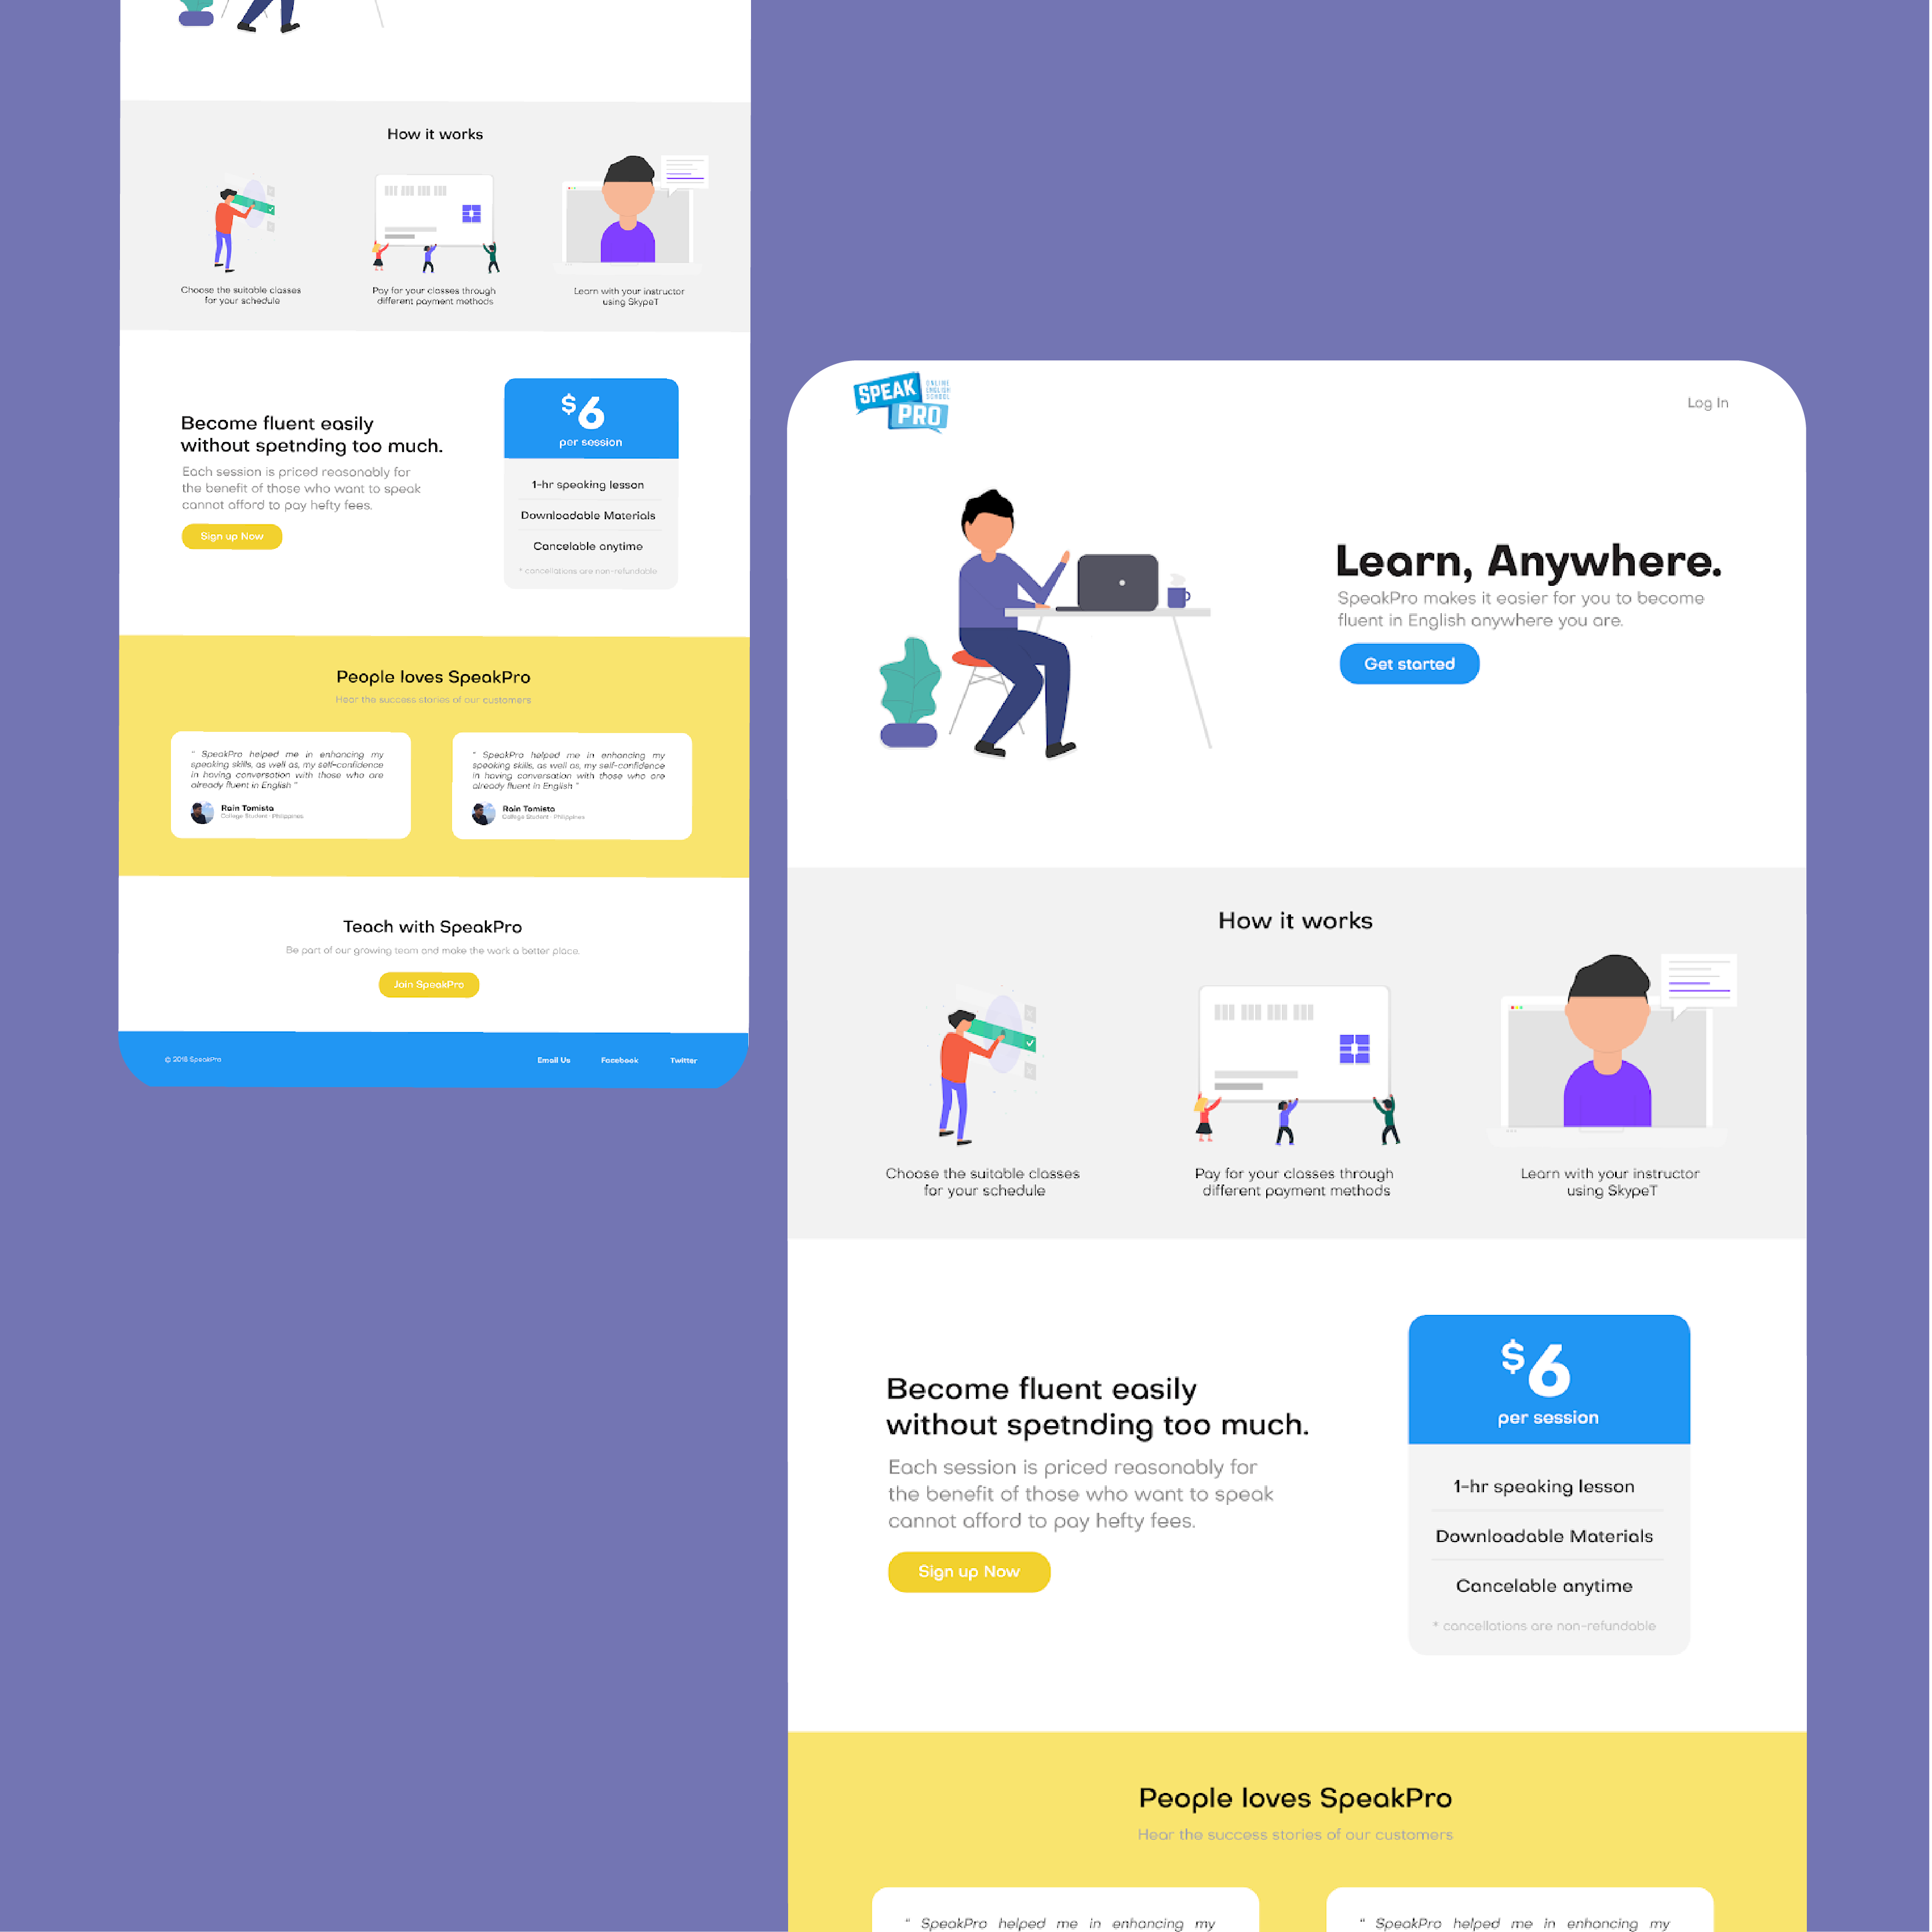 How it works
Choose the suitable classes
for your schedule
Pay for your classes through
different payment methods
Learn with your instructor
using SkypeT
Become fluent easily
without spetnding too much.
Each session is priced reasonably for
the benefit of those who want to speak
cannot afford to pay hefty fees.
Sign up Now
$6
per session
1-hr speaking lesson
Downloadable Materials
Cancelable anytime
* cancellations are non-refundable
People loves SpeakPro
Hear the success stories of our customers
“ SpeakPro helped me in enhancing my
speaking skills, as well as, my self-confidence
in having conversation with those who are
already fluent in English ”
Rain Tomista
College Student - Philippines
“ SpeakPro helped me in enhancing my
speaking skills, as well as, my self-confidence
in having conversation with those who are
already fluent in English ”
Rain Tomista
College Student - Philippines
Teach with SpeakPro
Be part of our growing team and make the work a better place.
Join SpeakPro
© 2018 SpeakPro
Email Us
Facebook
Twitter
SPEAK
PRO
ONLINE
ENGLISH
SCHOOL
Log In
Learn, Anywhere.
SpeakPro makes it easier for you to become
fluent in English anywhere you are.
Get started
How it works
Choose the suitable classes
for your schedule
Pay for your classes through
different payment methods
Learn with your instructor
using SkypeT
Become fluent easily
without spetnding too much.
Each session is priced reasonably for
the benefit of those who want to speak
cannot afford to pay hefty fees.
Sign up Now
$6
per session
1-hr speaking lesson
Downloadable Materials
Cancelable anytime
* cancellations are non-refundable
People loves SpeakPro
Hear the success stories of our customers
“ SpeakPro helped me in enhancing my
“ SpeakPro helped me in enhancing my